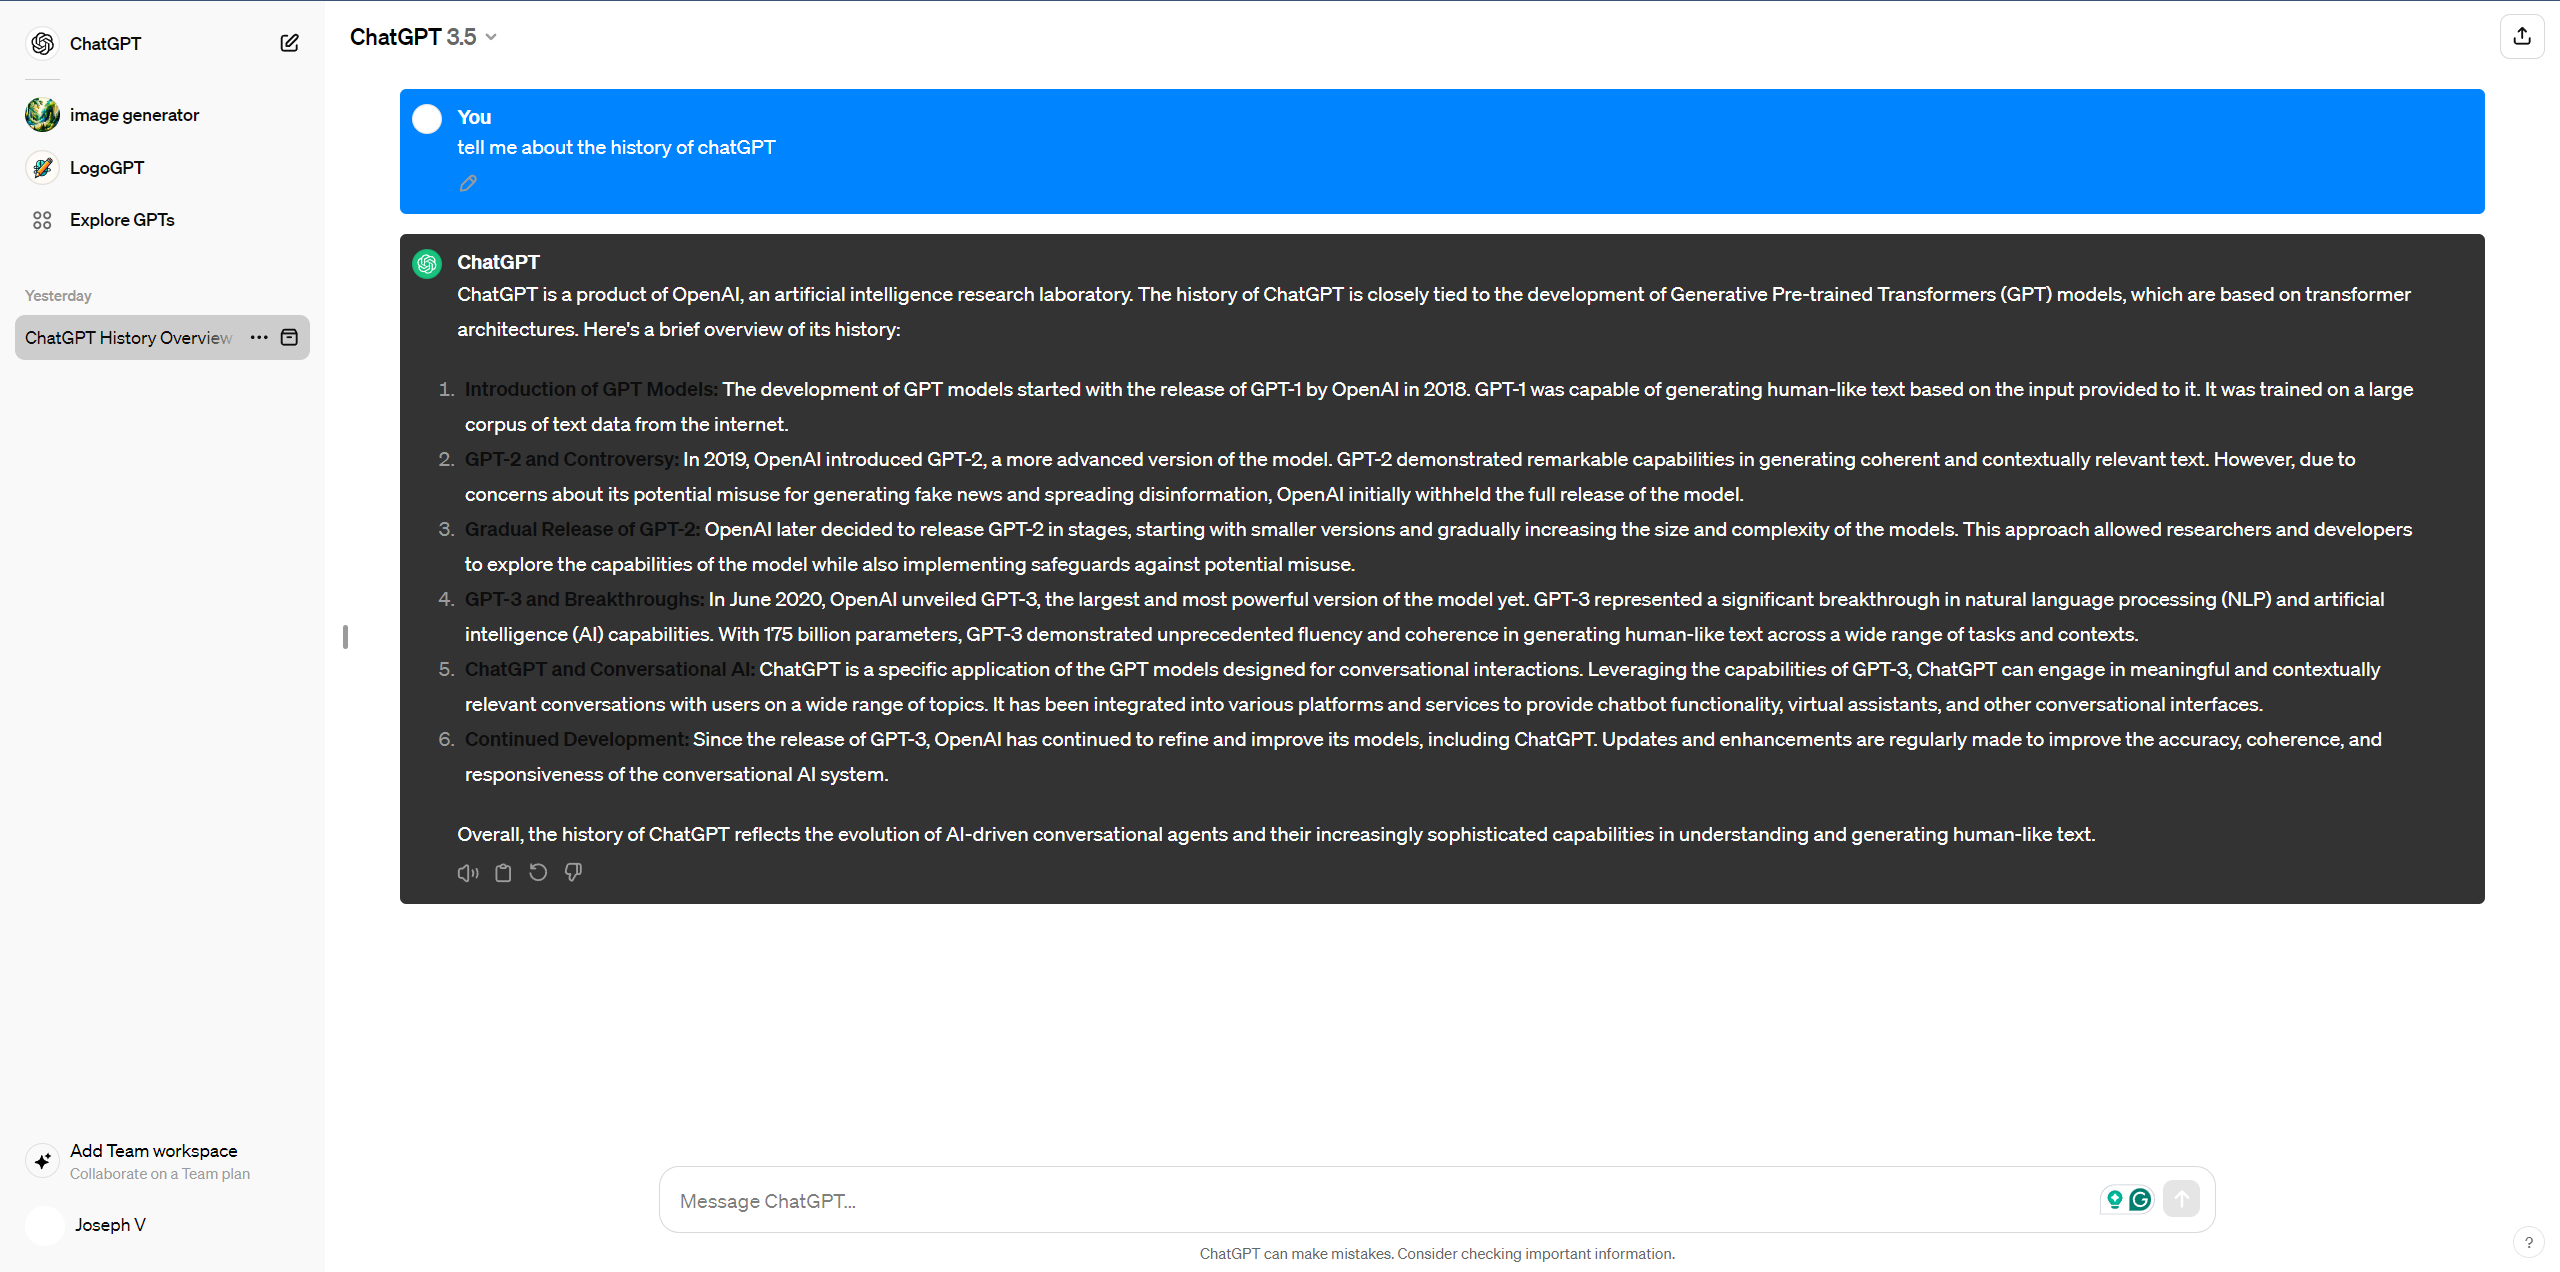 ChatGPT
image generator
LogoGPT
Explore GPTs
Yesterday
ChatGPT History Overview
Add Team workspace
Collaborate on a Team plan
Joseph V
ChatGPT 3.5
You
tell me about the history of chatGPT
ChatGPT
ChatGPT is a product of OpenAI, an artificial intelligence research laboratory. The history of ChatGPT is closely tied to the development of Generative Pre-trained Transformers (GPT) models, which are based on transformer
architectures. Here's a brief overview of its history:
1. Introduction of GPT Models: The development of GPT models started with the release of GPT-1 by OpenAI in 2018. GPT-1 was capable of generating human-like text based on the input provided to it. It was trained on a large
corpus of text data from the internet.
2. GPT-2 and Controversy: In 2019, OpenAI introduced GPT-2, a more advanced version of the model. GPT-2 demonstrated remarkable capabilities in generating coherent and contextually relevant text. However, due to
concerns about its potential misuse for generating fake news and spreading disinformation, OpenAI initially withheld the full release of the model.
3. Gradual Release of GPT-2: OpenAI later decided to release GPT-2 in stages, starting with smaller versions and gradually increasing the size and complexity of the models. This approach allowed researchers and developers
to explore the capabilities of the model while also implementing safeguards against potential misuse.
4. GPT-3 and Breakthroughs: In June 2020, OpenAI unveiled GPT-3, the largest and most powerful version of the model yet. GPT-3 represented a significant breakthrough in natural language processing (NLP) and artificial
intelligence (AI) capabilities. With 175 billion parameters, GPT-3 demonstrated unprecedented fluency and coherence in generating human-like text across a wide range of tasks and contexts.
5. ChatGPT and Conversational AI: ChatGPT is a specific application of the GPT models designed for conversational interactions. Leveraging the capabilities of GPT-3, ChatGPT can engage in meaningful and contextually
relevant conversations with users on a wide range of topics. It has been integrated into various platforms and services to provide chatbot functionality, virtual assistants, and other conversational interfaces.
6. Continued Development: Since the release of GPT-3, OpenAI has continued to refine and improve its models, including ChatGPT. Updates and enhancements are regularly made to improve the accuracy, coherence, and
responsiveness of the conversational AI system.
Overall, the history of ChatGPT reflects the evolution of AI-driven conversational agents and their increasingly sophisticated capabilities in understanding and generating human-like text.
Message ChatGPT...
ChatGPT can make mistakes. Consider checking important information.
?